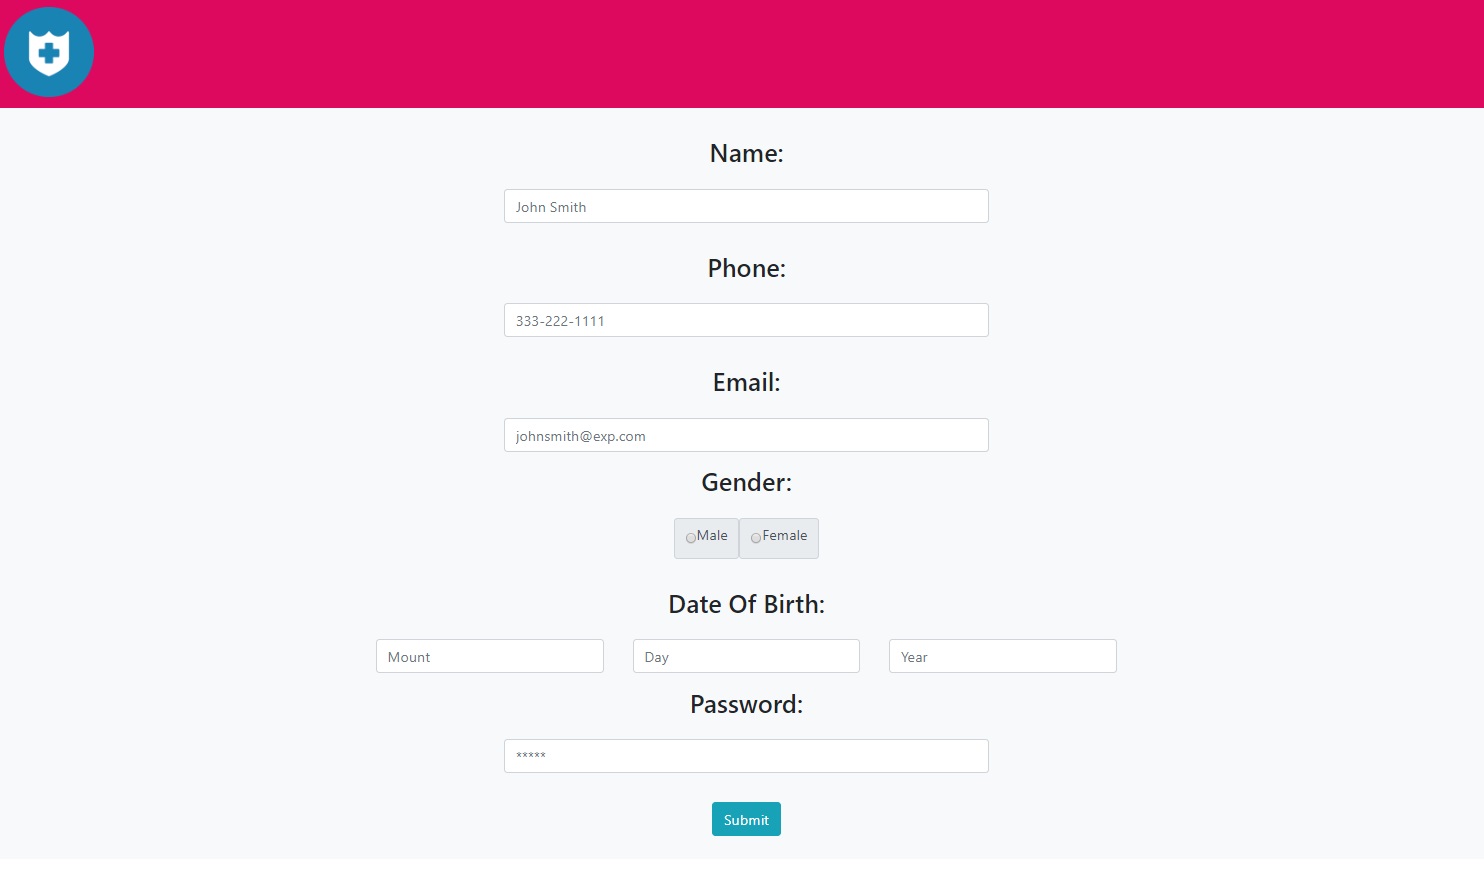 Name:
John Smith
Phone:
333-222-1111
Email:
johnsmith@exp.com
Gender:
Male Female
Date Of Birth:
Mount Day Year
Password:
*****
Submit